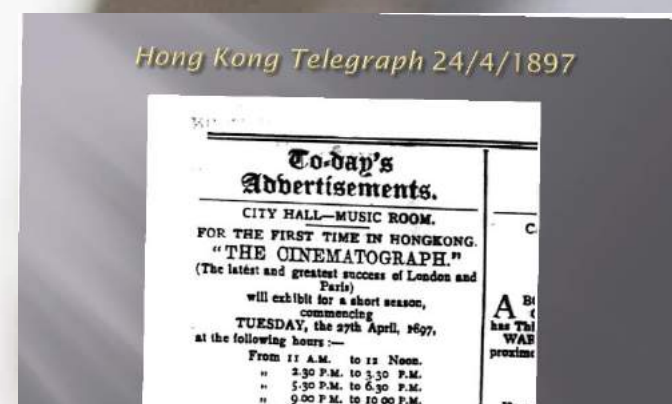 Hong Kong Telegraph 24/4/1897
To-day's
Advertisements.
CITY HALL—MUSIC ROOM.
FOR THE FIRST TIME IN HONGKONG.
"THE CINEMATOGRAPH."
(The latest and greatest success of London and
Paris)
will exhibit for a short season,
commencing
TUESDAY, the 27th April, 1897,
at the following hours :—
From 11 A.M. to 12 Noon.
" 2.30 P.M. to 3.30 P.M.
" 5.30 P.M. to 6.30 P.M.
" 9.00 P M. to 10 00 P.M.
A
has
WAR